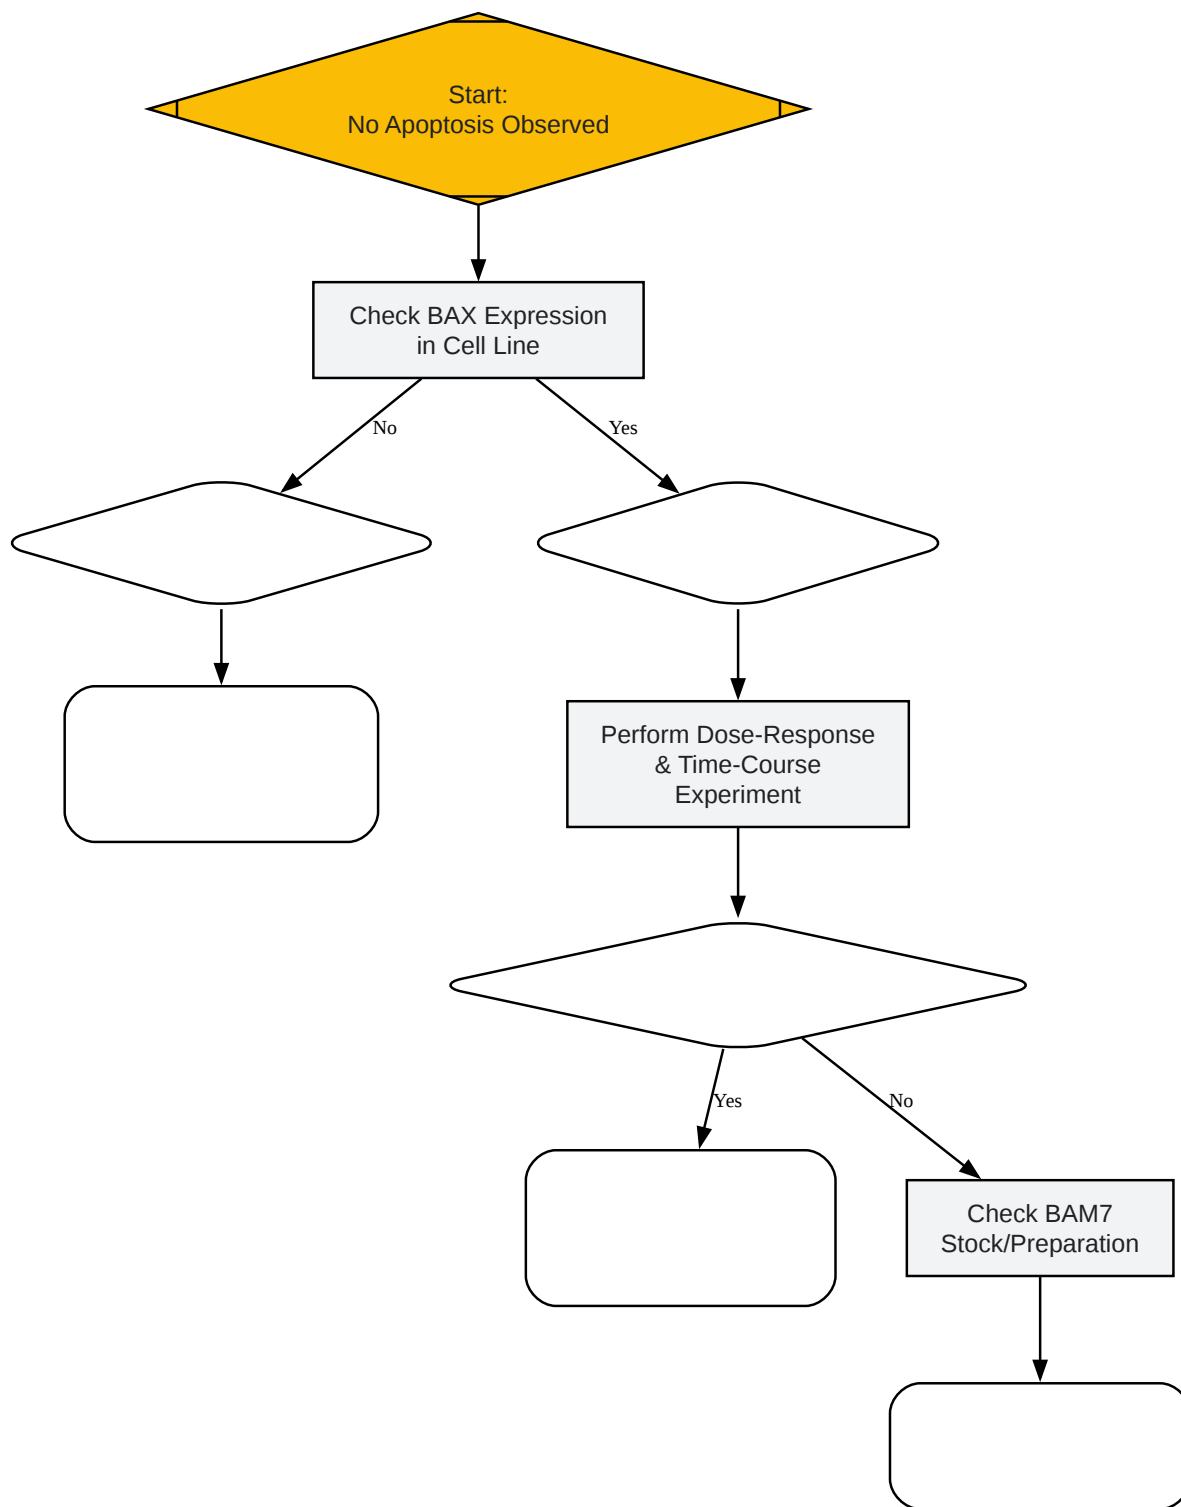 Start:
No Apoptosis Observed
Check BAX Expression
in Cell Line
No
Yes
Perform Dose-Response
& Time-Course
Experiment
Yes
No
Check BAM7
Stock/Preparation